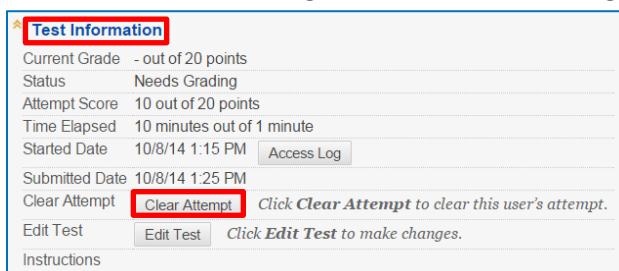 Test Information
Current Grade - out of 20 points
Status Needs Grading
Attempt Score 10 out of 20 points
Time Elapsed 10 minutes out of 1 minute
Started Date 10/8/14 1:15 PM Access Log
Submitted Date 10/8/14 1:25 PM
Clear Attempt Clear Attempt Click Clear Attempt to clear this user's attempt.
Edit Test Edit Test Click Edit Test to make changes.
Instructions